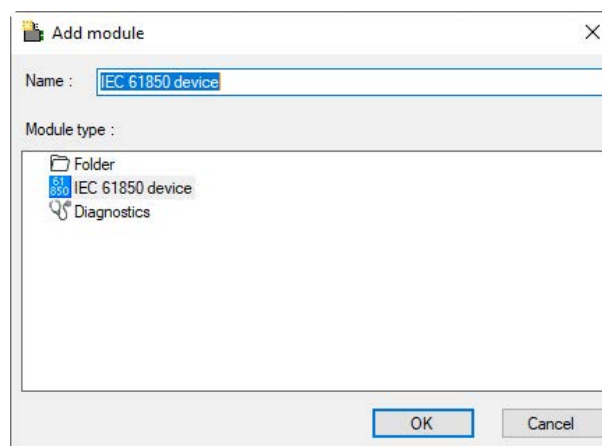 Add module
Name : IEC 61850 device
Module type :
Folder
61
850 IEC 61850 device
Diagnostics
OK Cancel